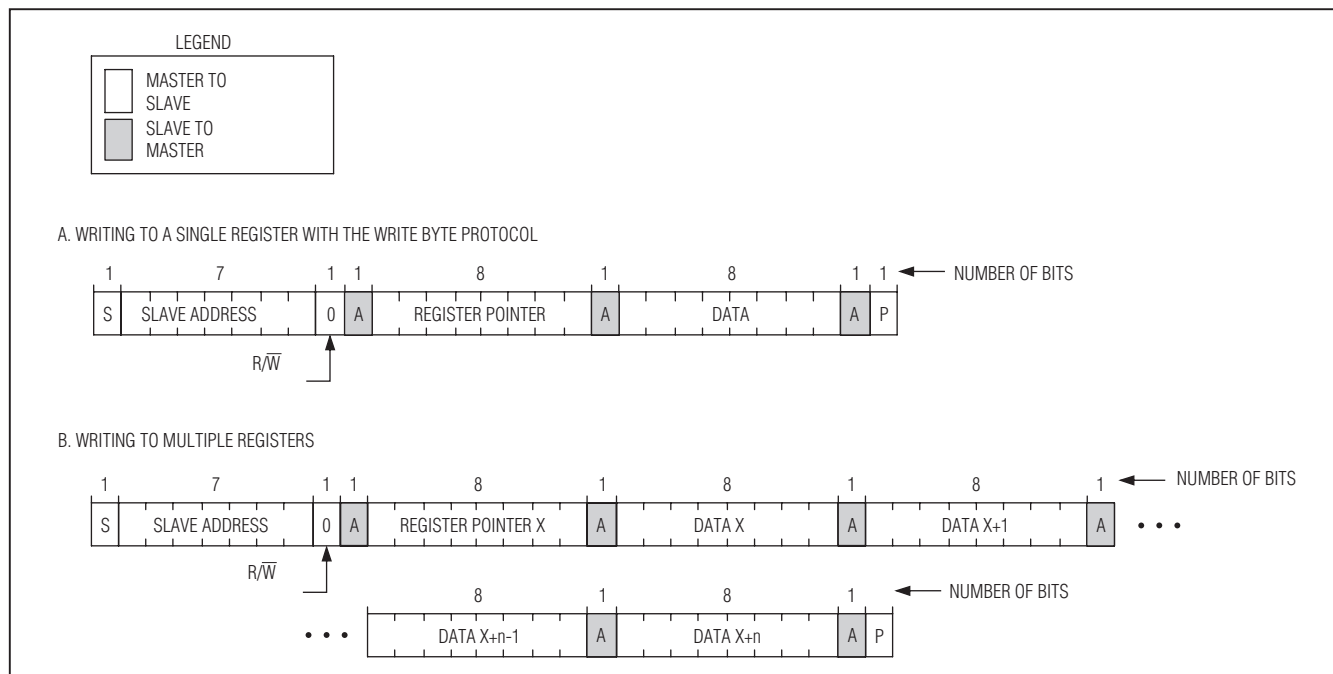 LEGEND
MASTER TO
SLAVE
SLAVE TO
MASTER
A. WRITING TO A SINGLE REGISTER WITH THE WRITE BYTE PROTOCOL
1 7 1 1 8 1 8 1 1 NUMBER OF BITS
S SLAVE ADDRESS 0 A REGISTER POINTER A DATA A P
R/W̅
B. WRITING TO MULTIPLE REGISTERS
1 7 1 1 8 1 8 1 8 1 NUMBER OF BITS
S SLAVE ADDRESS 0 A REGISTER POINTER X A DATA X A DATA X+1 A • • •
R/W̅
8 1 8 1 NUMBER OF BITS
• • • DATA X+n-1 A DATA X+n A P